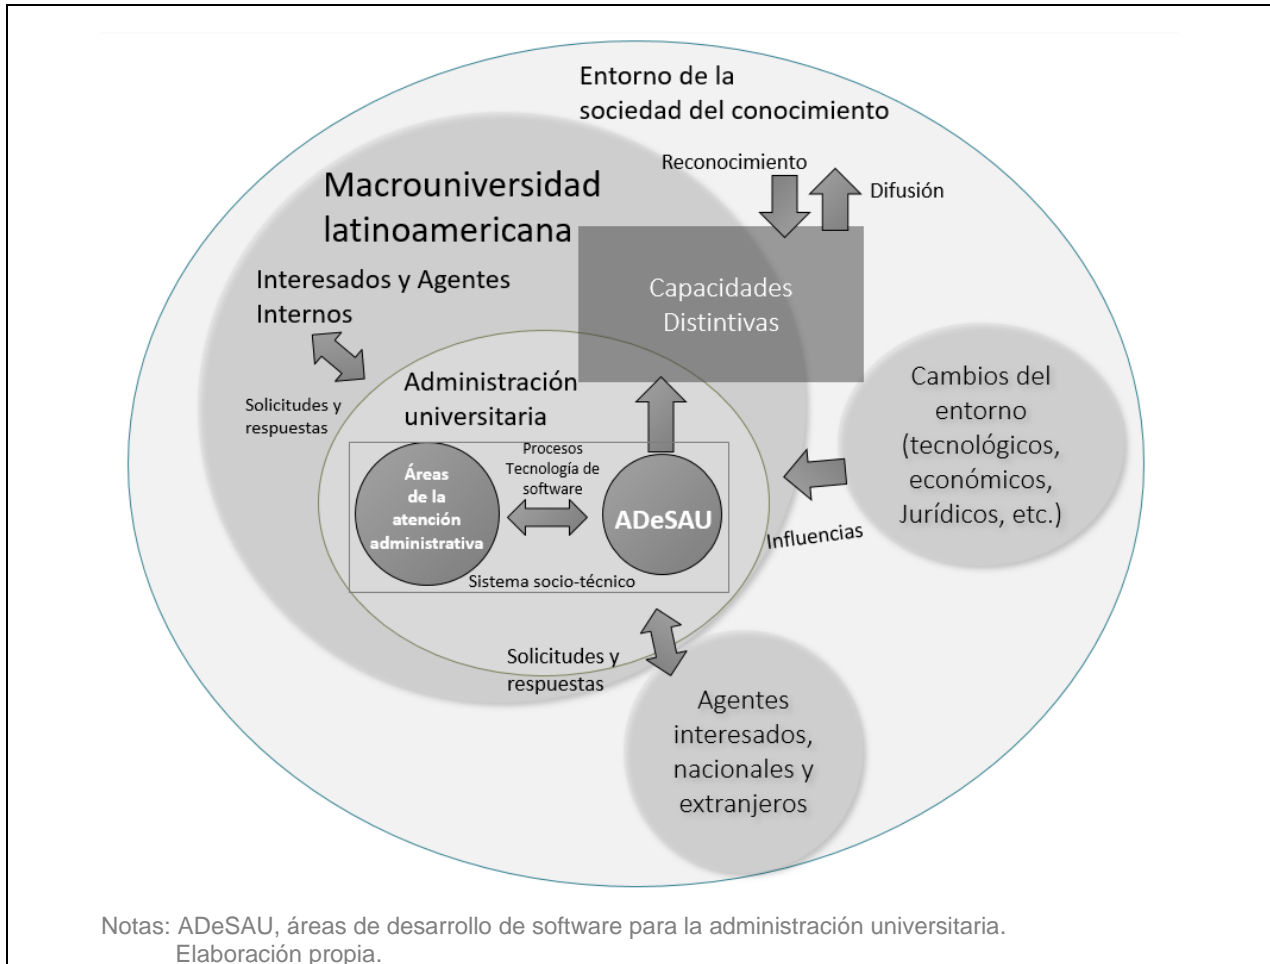 Entorno de la
sociedad del conocimiento
Reconocimiento
Difusión
Macrouniversidad
latinoamericana
Interesados y Agentes
Internos
Capacidades
Distintivas
Solicitudes y
respuestas
Administración
universitaria
Cambios del
entorno
(tecnológicos,
económicos,
Jurídicos, etc.)
Influencias
Procesos
Tecnología de
software
Áreas
de la
atención
administrativa
ADeSAU
Sistema socio-técnico
Solicitudes y
respuestas
Agentes
interesados,
nacionales y
extranjeros
Notas: ADeSAU, áreas de desarrollo de software para la administración universitaria.
Elaboración propia.